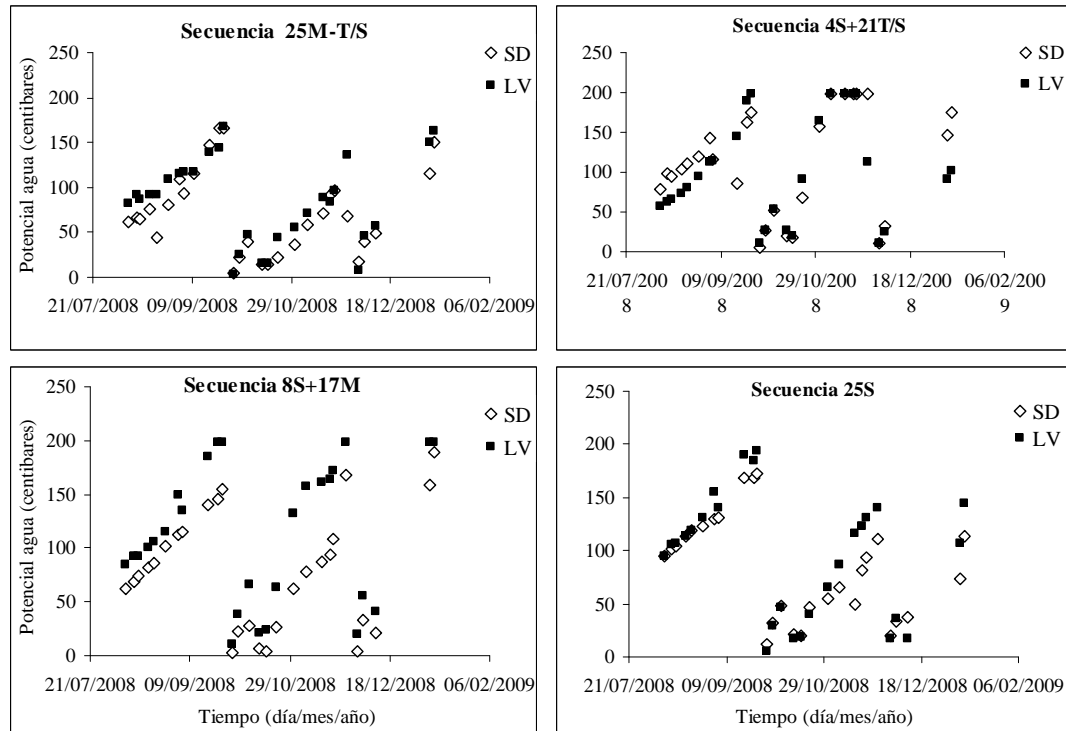 Secuencia 25M-T/S
Potencial agua (centibares)
250
200
150
100
50
0
21/07/2008 09/09/2008 29/10/2008 18/12/2008 06/02/2009
SD
LV
Secuencia 4S+21T/S
250
200
150
100
50
0
21/07/200
8
09/09/200
8
29/10/200
8
18/12/200
8
06/02/200
9
SD
LV
Secuencia 8S+17M
Potencial agua (centibares)
250
200
150
100
50
0
21/07/2008 09/09/2008 29/10/2008 18/12/2008 06/02/2009
Tiempo (día/mes/año)
SD
LV
Secuencia 25S
250
200
150
100
50
0
21/07/2008 09/09/2008 29/10/2008 18/12/2008 06/02/2009
Tiempo (día/mes/año)
SD
LV